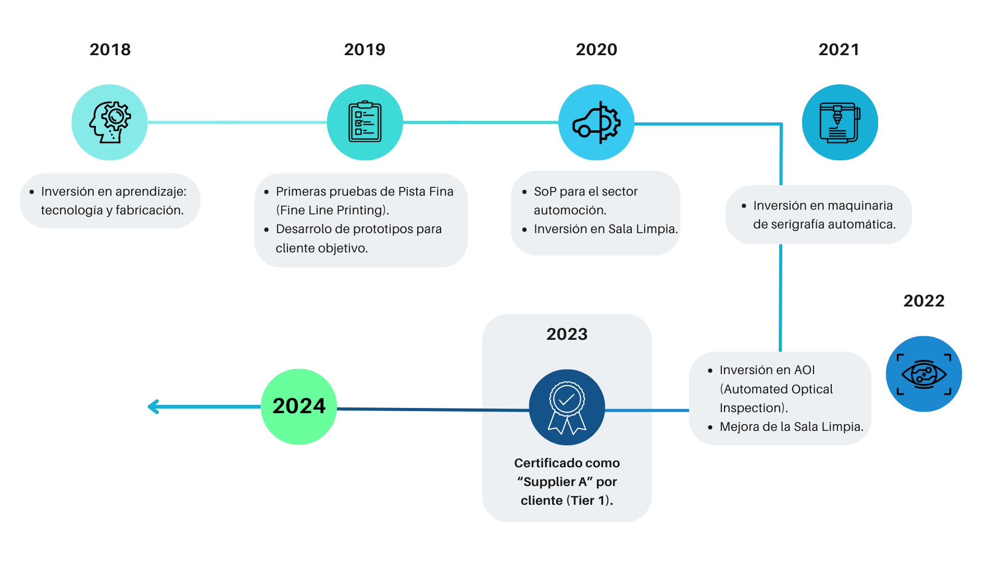 2018
• Inversión en aprendizaje:
tecnología y fabricación.
2019
• Primeras pruebas de Pista Fina
(Fine Line Printing).
• Desarrolo de prototipos para
cliente objetivo.
2020
• SoP para el sector
automoción.
• Inversión en Sala Limpia.
2021
• Inversión en maquinaria
de serigrafía automática.
2022
• Inversión en AOI
(Automated Optical
Inspection).
• Mejora de la Sala Limpia.
2023
Certificado como
“Supplier A” por
cliente (Tier 1).
2024